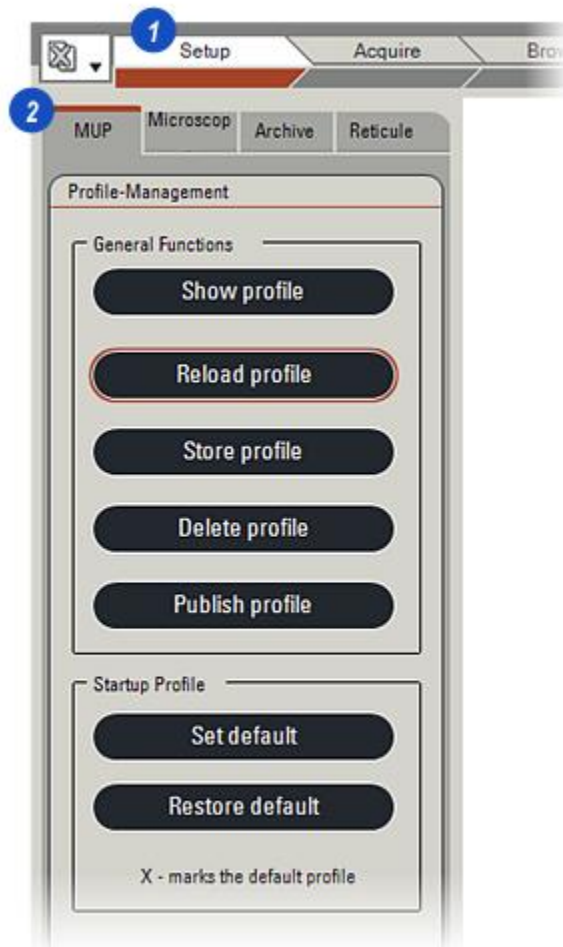 1
Setup
Acquire
Brow
2
MUP
Microscop
Archive
Reticule
Profile-Management
General Functions
Show profile
Reload profile
Store profile
Delete profile
Publish profile
Startup Profile
Set default
Restore default
X - marks the default profile